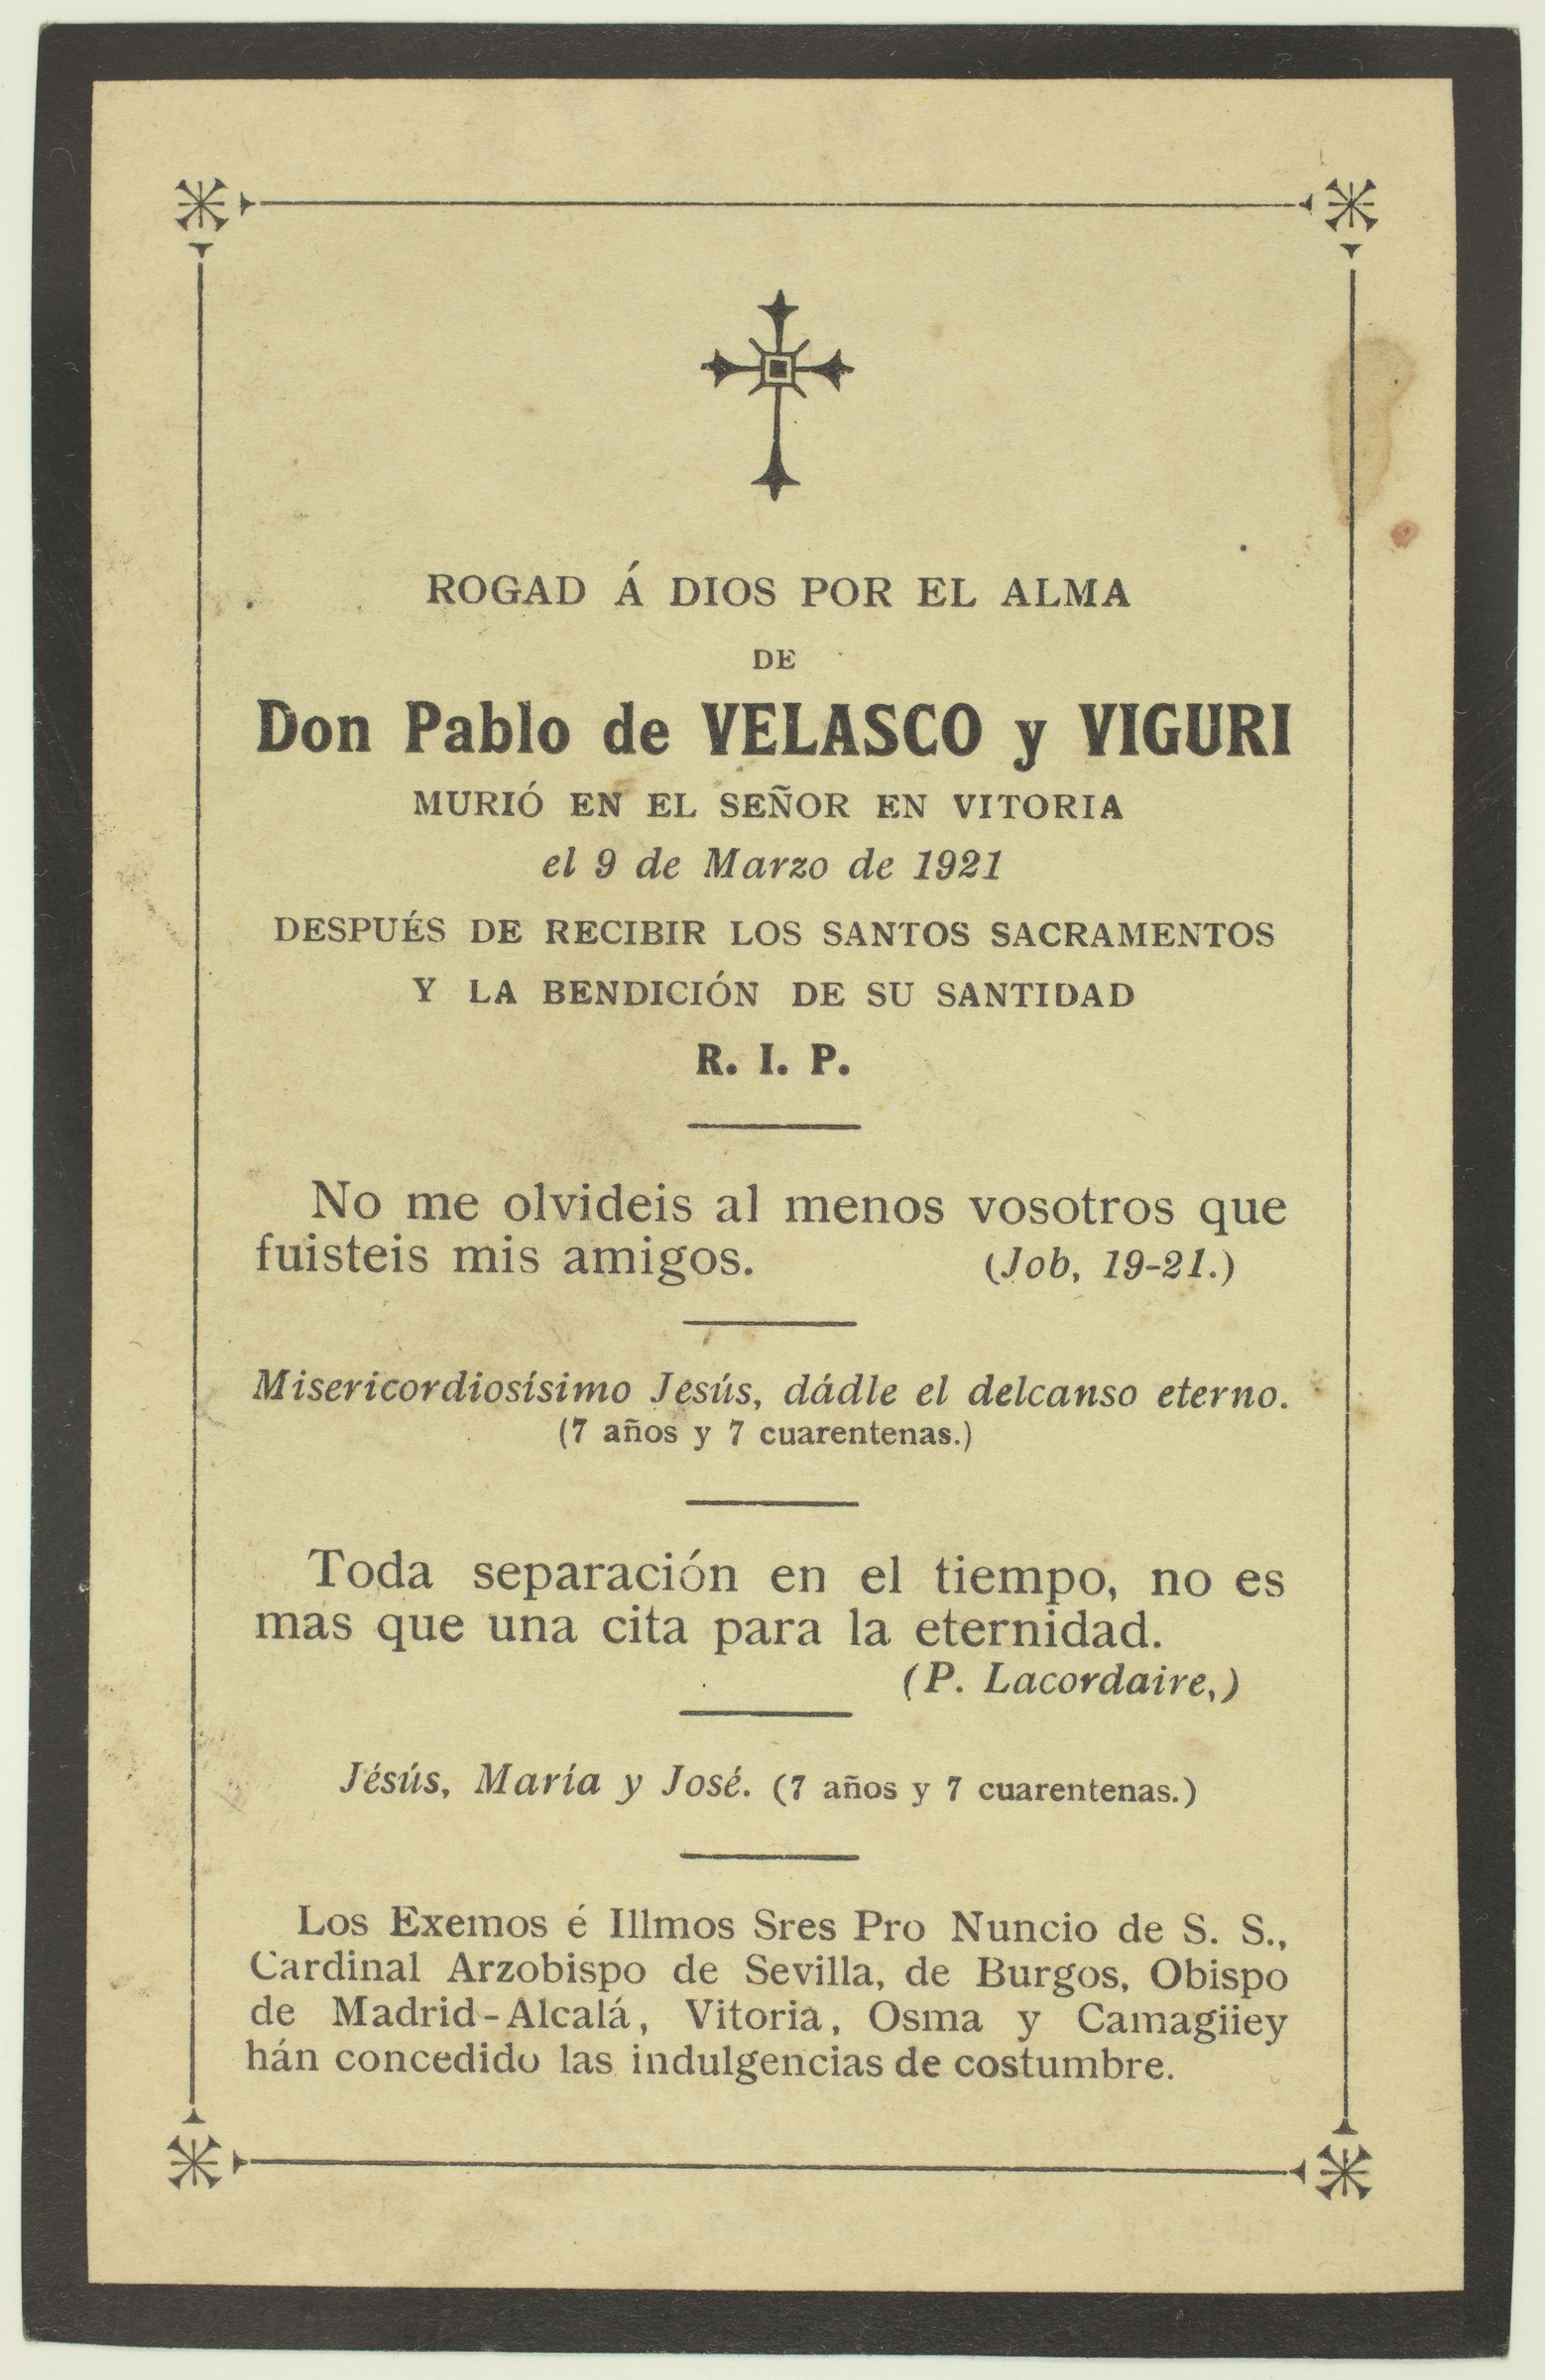 ROGAD Á DIOS POR EL ALMA
DE
Don Pablo de VELASCO y VIGURI
MURIÓ EN EL SEÑOR EN VITORIA
el 9 de Marzo de 1921
DESPUÉS DE RECIBIR LOS SANTOS SACRAMENTOS
Y LA BENDICIÓN DE SU SANTIDAD
R. I. P.
No me olvideis al menos vosotros que
fuisteis mis amigos. (Job, 19-21.)
Misericordiosísimo Jesús, dádle el delcanso eterno.
(7 años y 7 cuarentenas.)
Toda separación en el tiempo, no es
mas que una cita para la eternidad.
(P. Lacordaire,)
Jésús, María y José. (7 años y 7 cuarentenas.)
Los Exemos é Illmos Sres Pro Nuncio de S. S.,
Cardinal Arzobispo de Sevilla, de Burgos, Obispo
de Madrid-Alcalá, Vitoria, Osma y Camagiiey
hán concedido las indulgencias de costumbre.